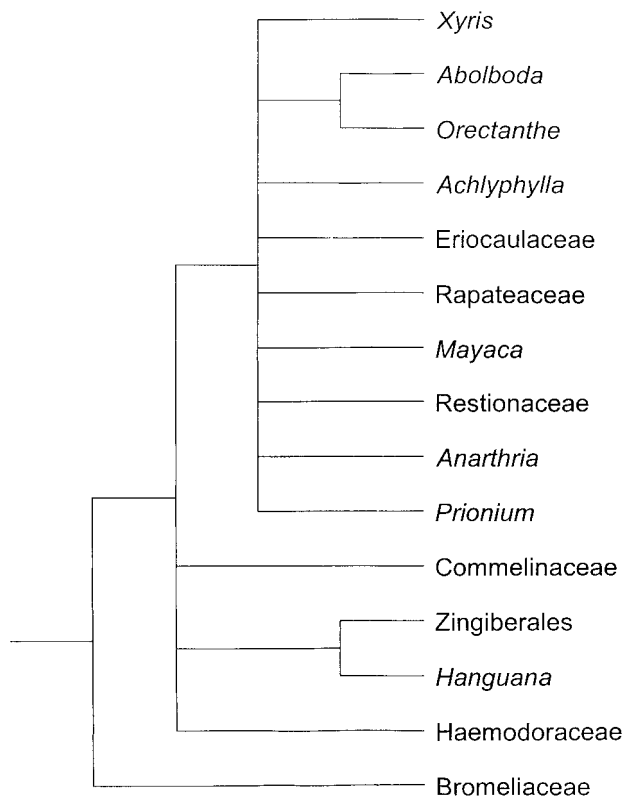 Xyris
Abolboda
Orectanthe
Achlyphylla
Eriocaulaceae
Rapateaceae
Mayaca
Restionaceae
Anarthria
Prionium
Commelinaceae
Zingiberales
Hanguana
Haemodoraceae
Bromeliaceae